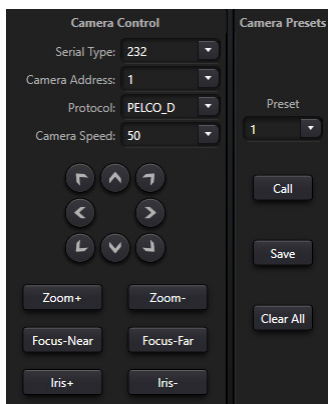 Camera Control
Serial Type: 232
Camera Address: 1
Protocol: PELCO_D
Camera Speed: 50
Zoom+ Zoom-
Focus-Near Focus-Far
Iris+ Iris-
Camera Presets
Preset
1
Call
Save
Clear All